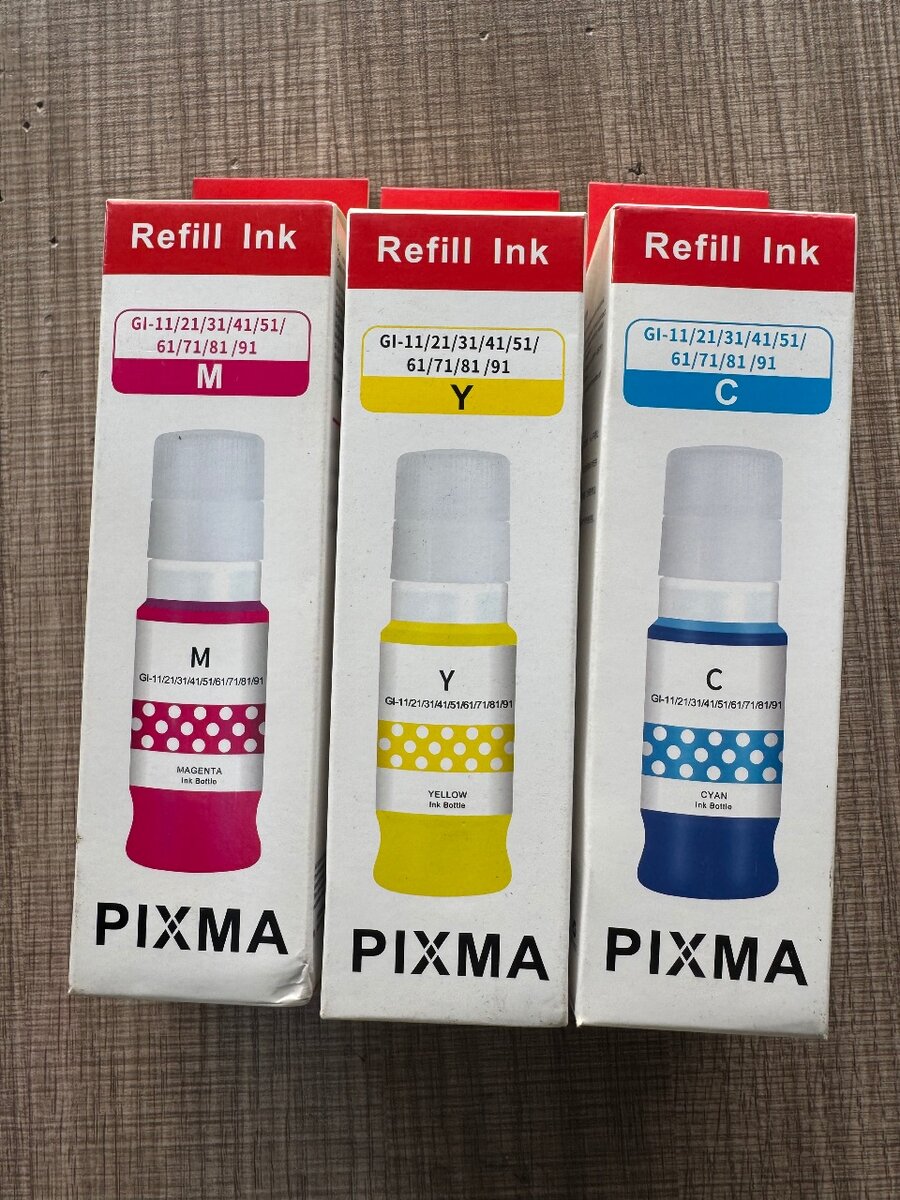 Refill Ink
GI-11/21/31/41/51/
61/71/81 /91
M
M
GI-11/21/31/41/51/61/71/81/91
MAGENTA
Ink Bottle
PIXMA
Refill Ink
GI-11/21/31/41/51/
61/71/81 /91
Y
Y
GI-11/21/31/41/51/61/71/81/91
YELLOW
Ink Bottle
PIXMA
Refill Ink
GI-11/21/31/41/51/
61/71/81 /91
C
C
GI-11/21/31/41/51/61/71/81/91
CYAN
Ink Bottle
PIXMA